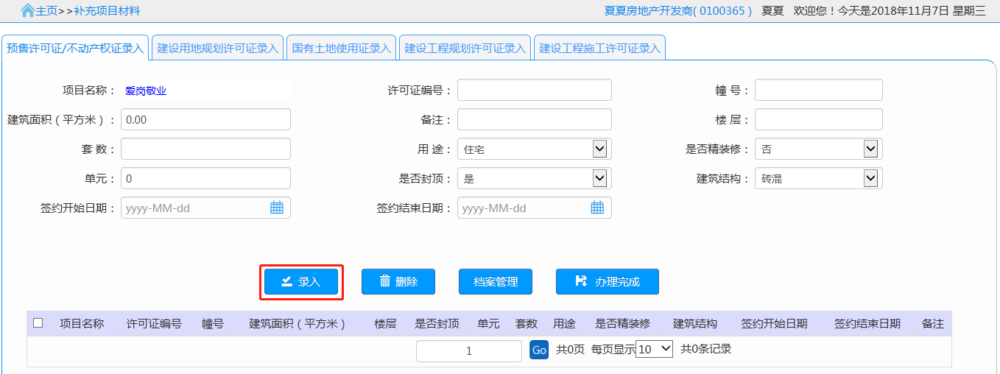 主页>>补充项目材料 夏夏房地产开发商( 0100365 ) 夏夏 欢迎您！今天是2018年11月7日 星期三
预售许可证/不动产权证录入 建设用地规划许可证录入 国有土地使用证录入 建设工程规划许可证录入 建设工程施工许可证录入
项目名称： 爱岗敬业 许可证编号： 幢 号：
建筑面积（平方米）： 0.00 备注： 楼 层：
套 数： 用 途： 住宅 是否精装修： 否
单元： 0 是否封顶： 是 建筑结构： 砖混
签约开始日期： yyyy-MM-dd 签约结束日期： yyyy-MM-dd
录入 删除 档案管理 办理完成
项目名称 许可证编号 幢号 建筑面积（平方米） 楼层 是否封顶 单元 套数 用途 是否精装修 建筑结构 签约开始日期 签约结束日期 备注
1 Go 共0页 每页显示 10 共0条记录